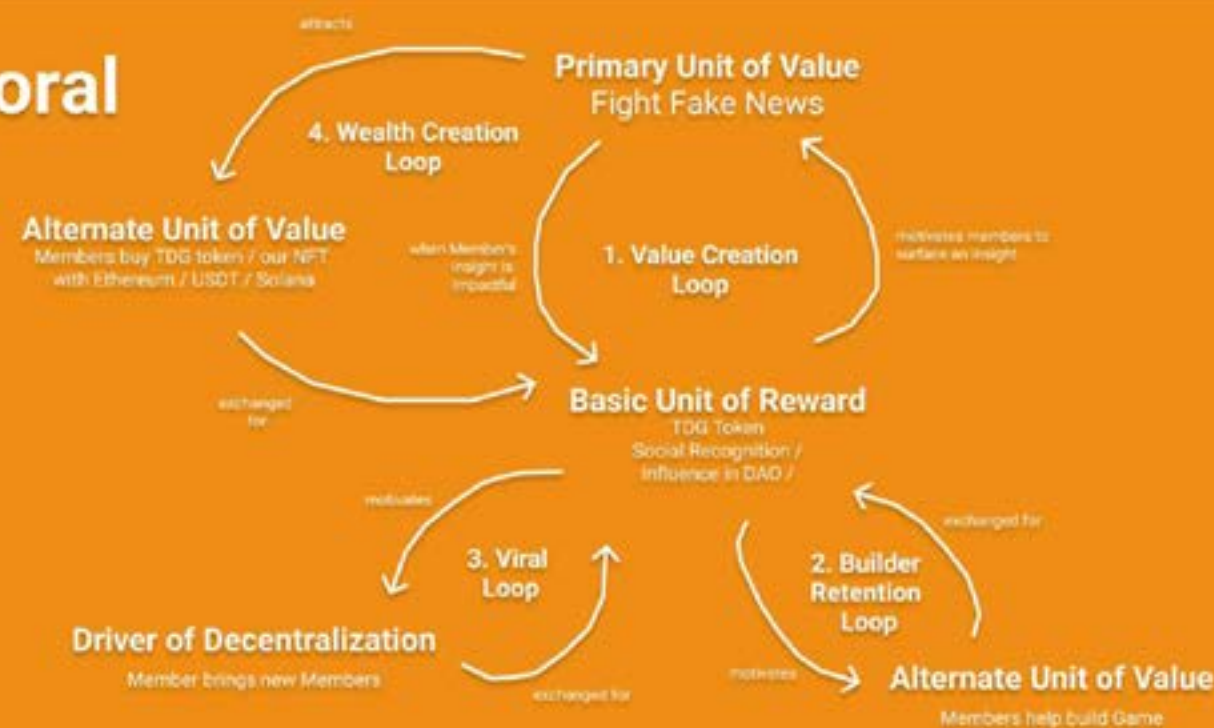 attracts
oral
Primary Unit of Value
Fight Fake News
4. Wealth Creation
Loop
Alternate Unit of Value
Members buy TDG token / our NFT
with Ethereum / USDT / Solana
when Member's
insight is
impactful
1. Value Creation
Loop
motivates members to
surface an insight
exchanged
for
Basic Unit of Reward
TDG Token
Social Recognition /
Influence in DAO /
motivates
3. Viral
Loop
exchanged for
2. Builder
Retention
Loop
Driver of Decentralization
Member brings new Members
exchanged for
motivates
Alternate Unit of Value
Members help build Game